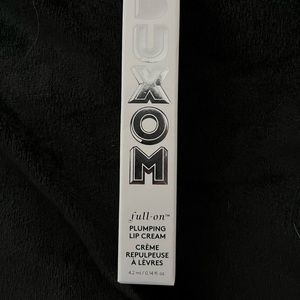 BUXOM
full-on™
PLUMPING
LIP CREAM
CRÈME
REPULPEUSE
À LÈVRES
4.2 ml / 0.14 fl. oz.